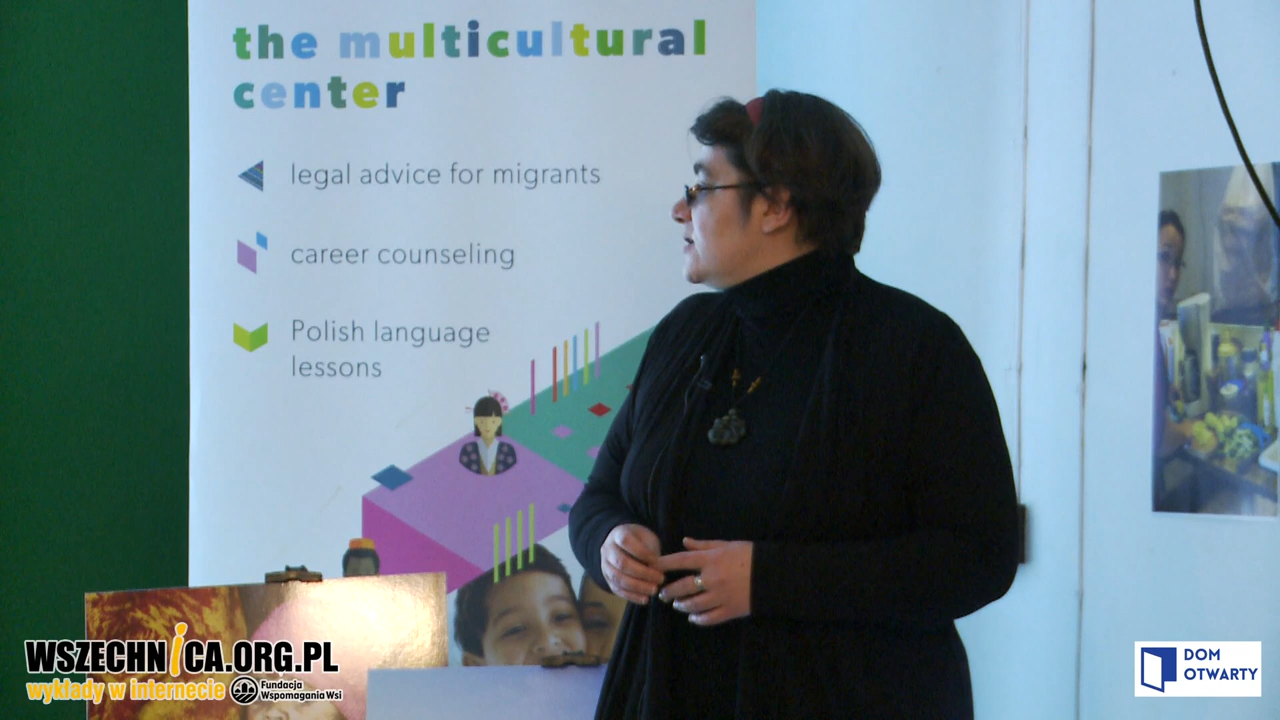 the multicultural
center
legal advice for migrants
career counseling
Polish language
lessons
WSZECHNiCA.ORG.PL
wykłady w internecie
Fundacja
Wspomagania Wsi
DOM
OTWARTY